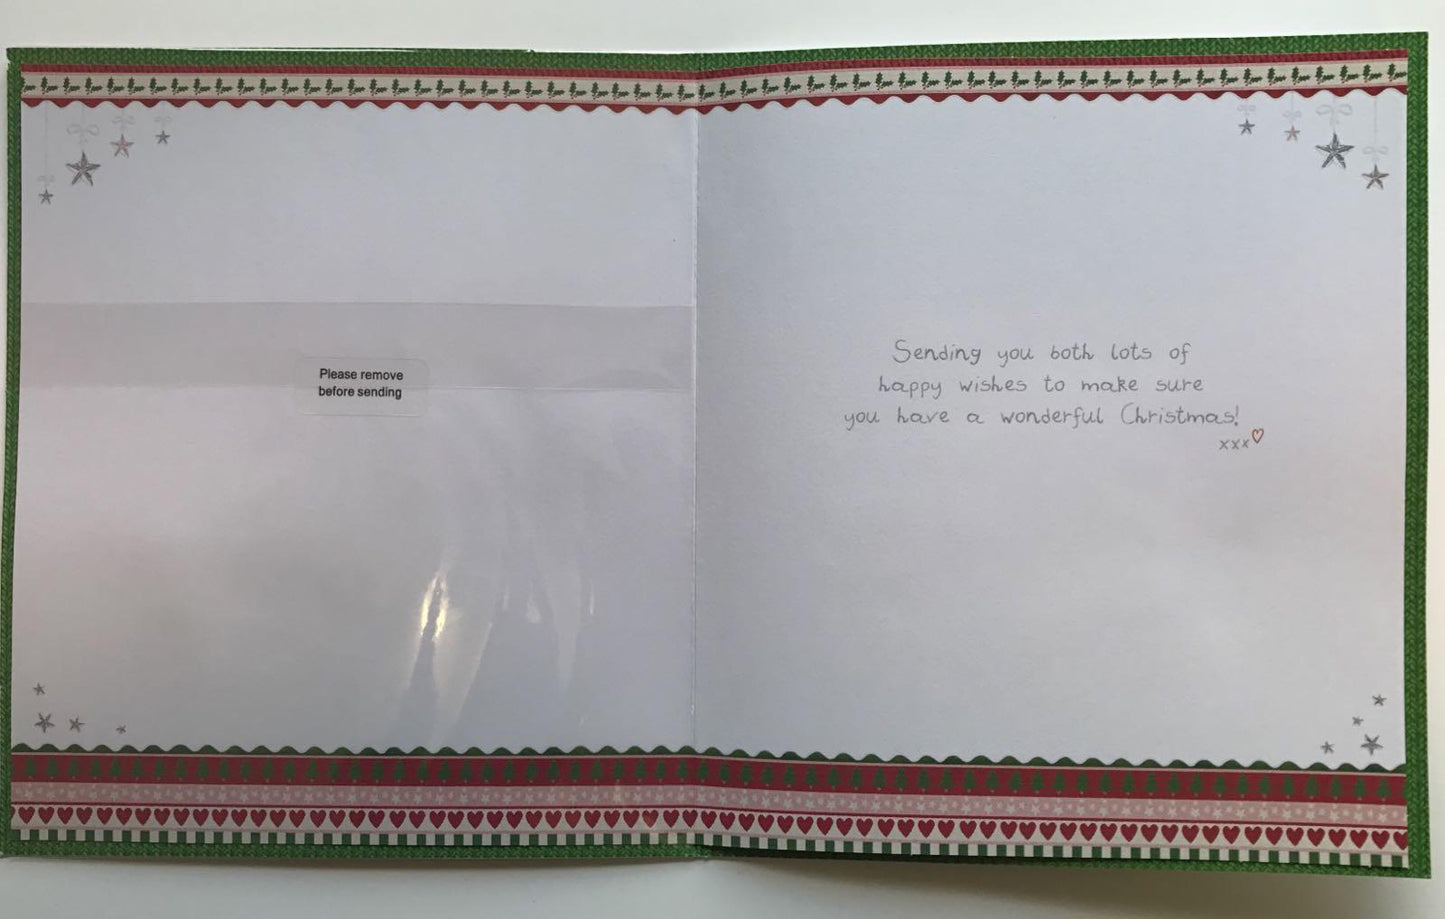 Please remove
before sending
Sending you both lots of
happy wishes to make sure
you have a wonderful Christmas!
xxx♡